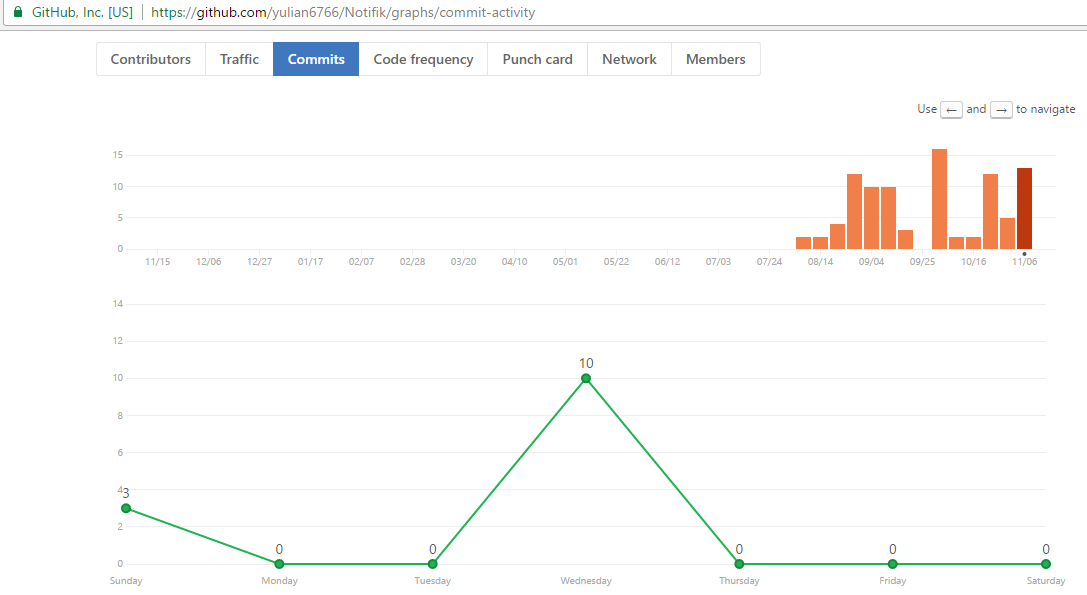 GitHub, Inc. [US] | https://github.com/yulian6766/Notifik/graphs/commit-activity
Contributors Traffic Commits Code frequency Punch card Network Members
Use ← and → to navigate
15
10
5
0
11/15 12/06 12/27 01/17 02/07 02/28 03/20 04/10 05/01 05/22 06/12 07/03 07/24 08/14 09/04 09/25 10/16 11/06
14
12
10
8
6
4
2
0
10
3
0 0 0 0 0
Sunday Monday Tuesday Wednesday Thursday Friday Saturday